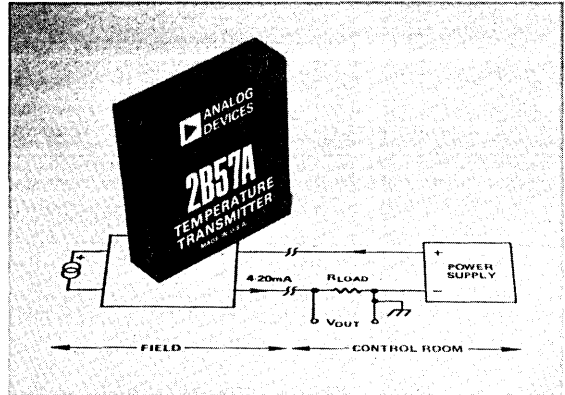 ANALOG
DEVICES
2B57A
TEMPERATURE
TRANSMITTER
MADE IN U.S.A.
+
4-20mA
RLOAD
+
POWER
SUPPLY
−
VOUT
FIELD
CONTROL ROOM